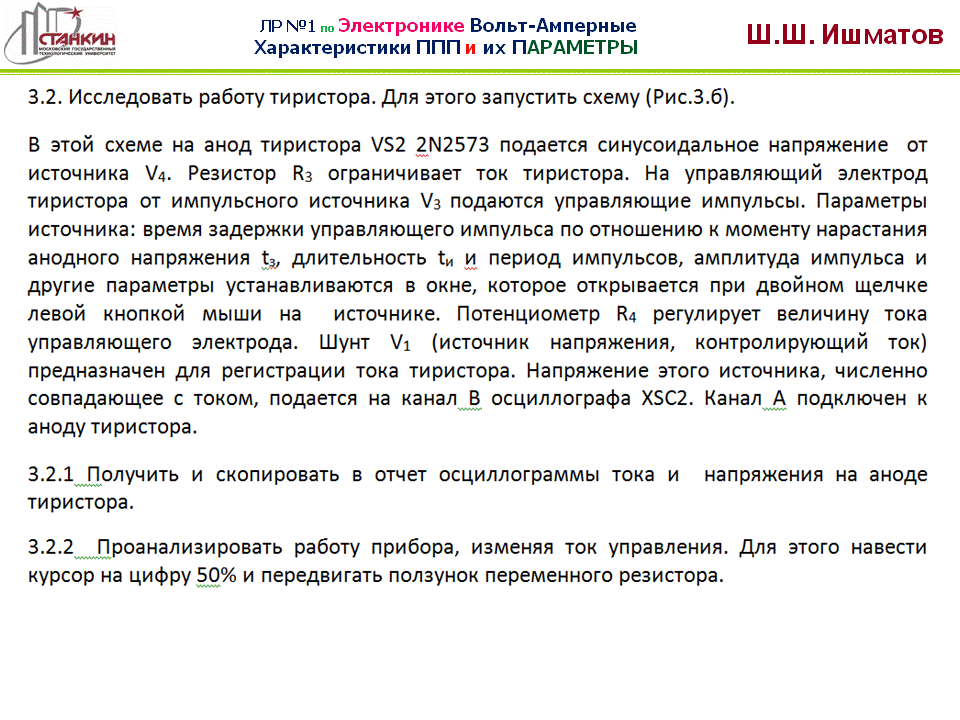 СТАНКИН
МОСКОВСКИЙ ГОСУДАРСТВЕННЫЙ
ТЕХНОЛОГИЧЕСКИЙ УНИВЕРСИТЕТ
ЛР №1 по Электронике Вольт-Амперные
Характеристики ППП и их ПАРАМЕТРЫ
Ш.Ш. Ишматов
3.2. Исследовать работу тиристора. Для этого запустить схему (Рис.3.б).
В этой схеме на анод тиристора VS2 2N2573 подается синусоидальное напряжение от
источника V4. Резистор R3 ограничивает ток тиристора. На управляющий электрод
тиристора от импульсного источника V3 подаются управляющие импульсы. Параметры
источника: время задержки управляющего импульса по отношению к моменту нарастания
анодного напряжения tз, длительность tи и период импульсов, амплитуда импульса и
другие параметры устанавливаются в окне, которое открывается при двойном щелчке
левой кнопкой мыши на источнике. Потенциометр R4 регулирует величину тока
управляющего электрода. Шунт V1 (источник напряжения, контролирующий ток)
предназначен для регистрации тока тиристора. Напряжение этого источника, численно
совпадающее с током, подается на канал В осциллографа XSC2. Канал А подключен к
аноду тиристора.
3.2.1 Получить и скопировать в отчет осциллограммы тока и напряжения на аноде
тиристора.
3.2.2 Проанализировать работу прибора, изменяя ток управления. Для этого навести
курсор на цифру 50% и передвигать ползунок переменного резистора.